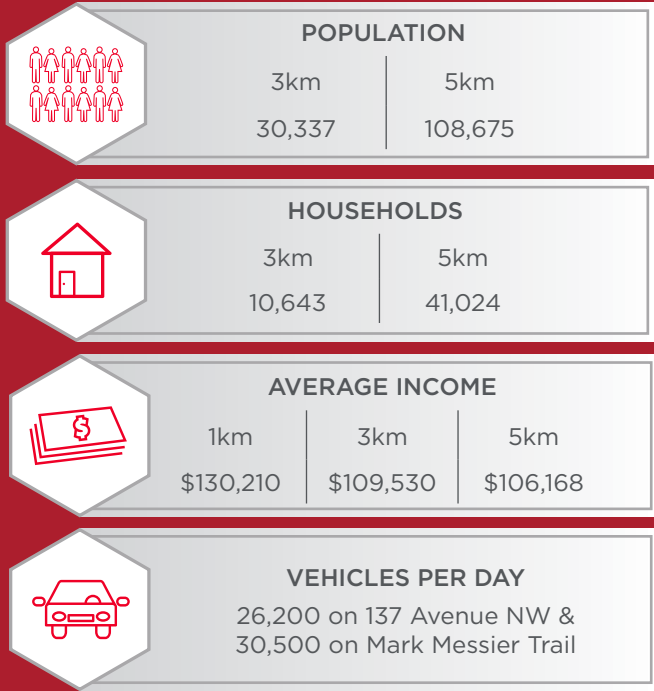 POPULATION
3km 5km
30,337 108,675
HOUSEHOLDS
3km 5km
10,643 41,024
AVERAGE INCOME
1km 3km 5km
$130,210 $109,530 $106,168
VEHICLES PER DAY
26,200 on 137 Avenue NW &
30,500 on Mark Messier Trail